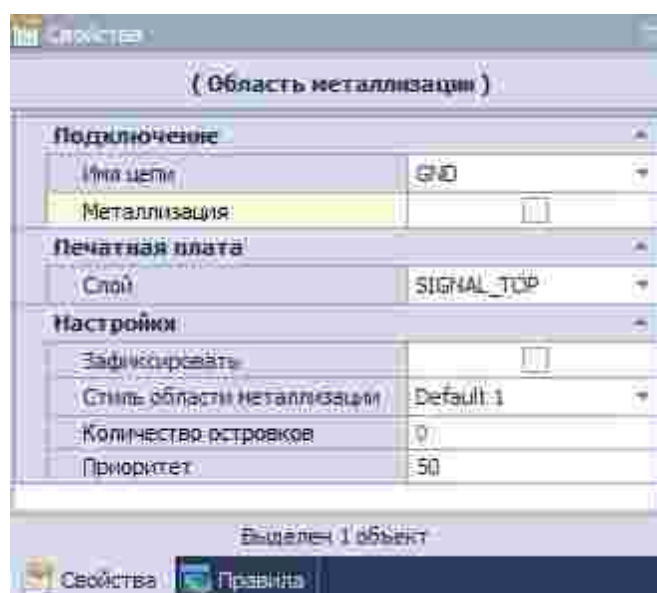 Свойства
( Область металлизации )
Подключение
Имя цепи GND
Металлизация
Печатная плата
Слой SIGNAL_TOP
Настройки
Зафиксировать
Стиль области металлизации Default 1
Количество островков 0
Приоритет 50
Выделен 1 объект
Свойства Правила